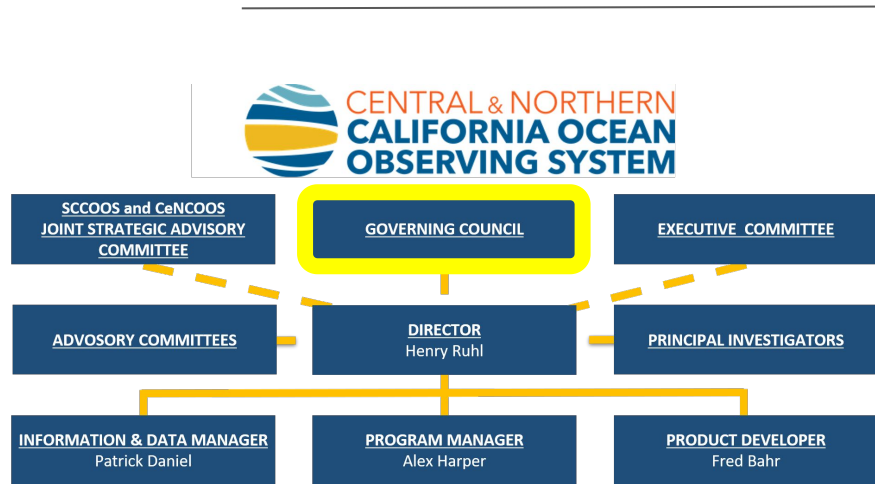 CENTRAL & NORTHERN
CALIFORNIA OCEAN
OBSERVING SYSTEM
SCCOOS and CeNCOOS
JOINT STRATEGIC ADVISORY
COMMITTEE
GOVERNING COUNCIL
EXECUTIVE COMMITTEE
ADVOSORY COMMITTEES
DIRECTOR
Henry Ruhl
PRINCIPAL INVESTIGATORS
INFORMATION & DATA MANAGER
Patrick Daniel
PROGRAM MANAGER
Alex Harper
PRODUCT DEVELOPER
Fred Bahr